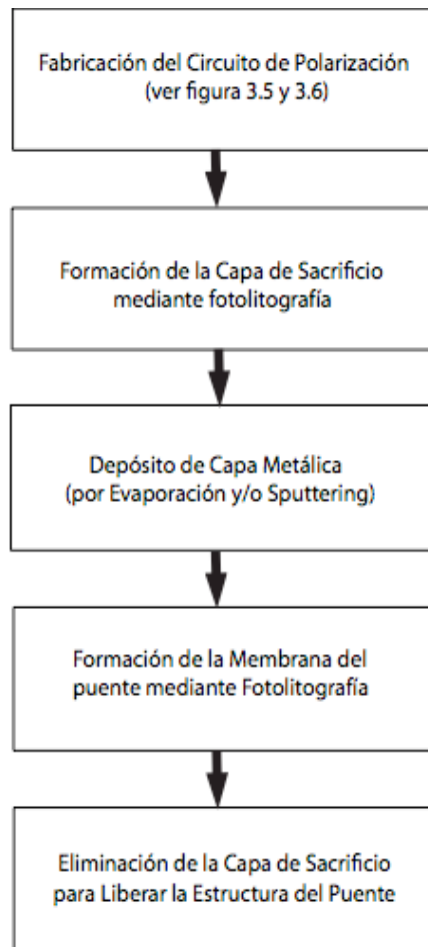 Fabricación del Circuito de Polarización
(ver figura 3.5 y 3.6)
Formación de la Capa de Sacrificio
mediante fotolitografía
Depósito de Capa Metálica
(por Evaporación y/o Sputtering)
Formación de la Membrana del
puente mediante Fotolitografía
Eliminación de la Capa de Sacrificio
para Liberar la Estructura del Puente